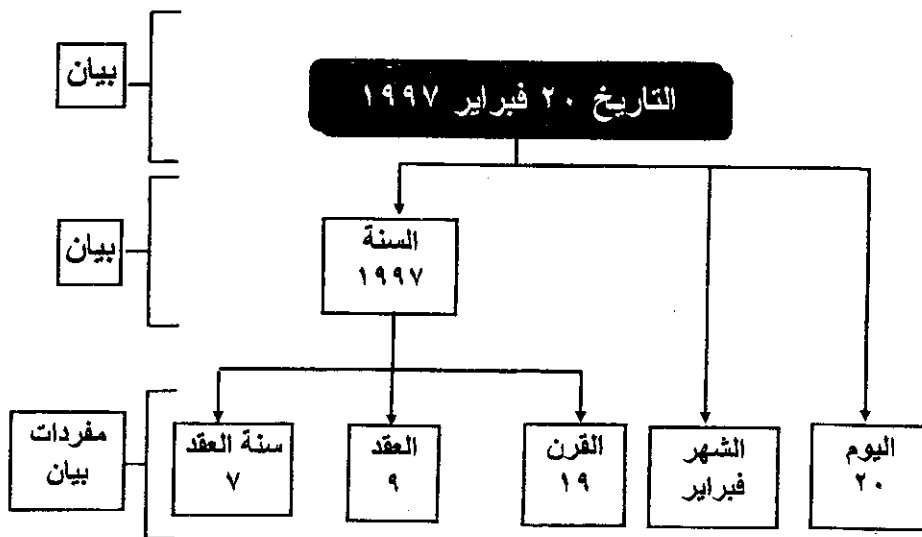 بيان
التاريخ ٢٠ فبراير ١٩٩٧
بيان
السنة
١٩٩٧
مفردات
بيان
اليوم
٢٠
الشهر
فبراير
القرن
١٩
العقد
٩
سنة العقد
٧